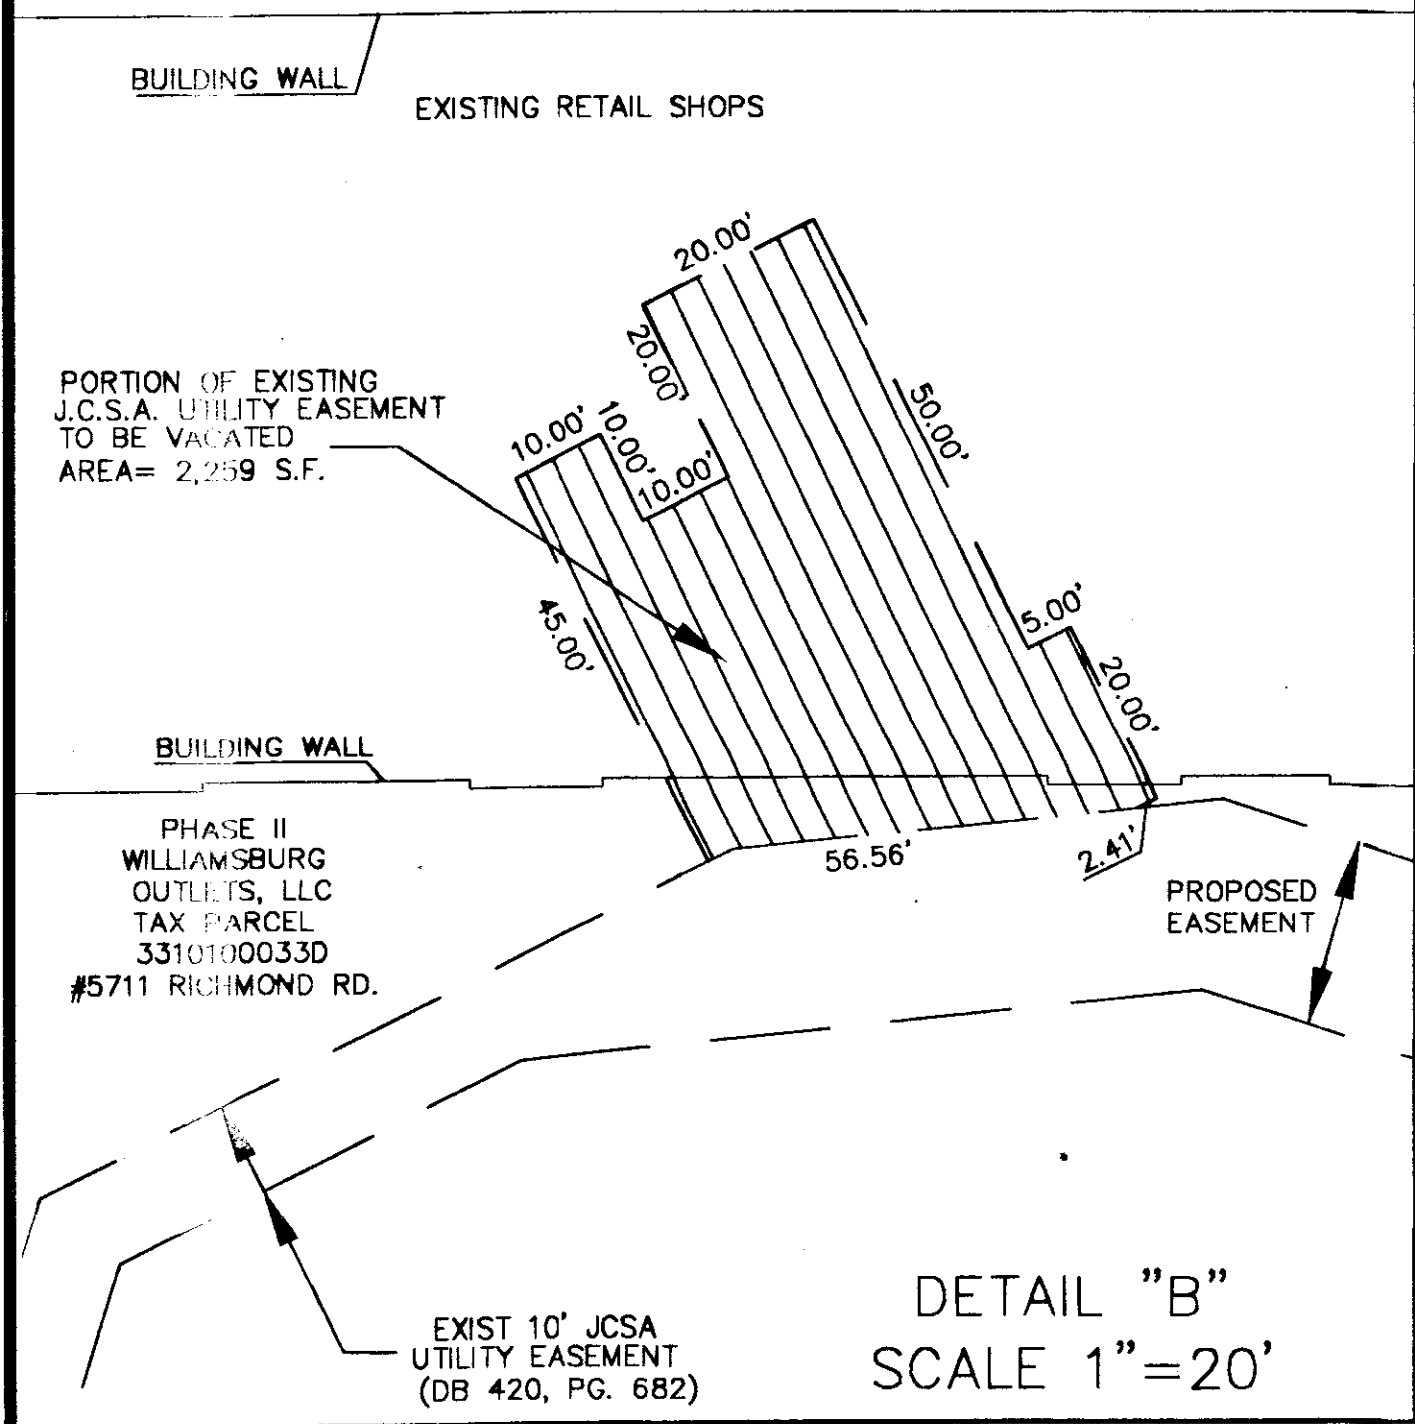 BUILDING WALL
EXISTING RETAIL SHOPS
20.00'
20.00'
PORTION OF EXISTING
J.C.S.A. UTILITY EASEMENT
TO BE VACATED
AREA= 2,259 S.F.
10.00'
10.00'
10.00'
50.00'
45.00'
5.00'
20.00'
BUILDING WALL
PHASE II
WILLIAMSBURG
OUTLETS, LLC
TAX PARCEL
3310100033D
#5711 RICHMOND RD.
56.56'
2.41'
PROPOSED
EASEMENT
EXIST 10' JCSA
UTILITY EASEMENT
(DB 420, PG. 682)
DETAIL "B"
SCALE 1"=20'